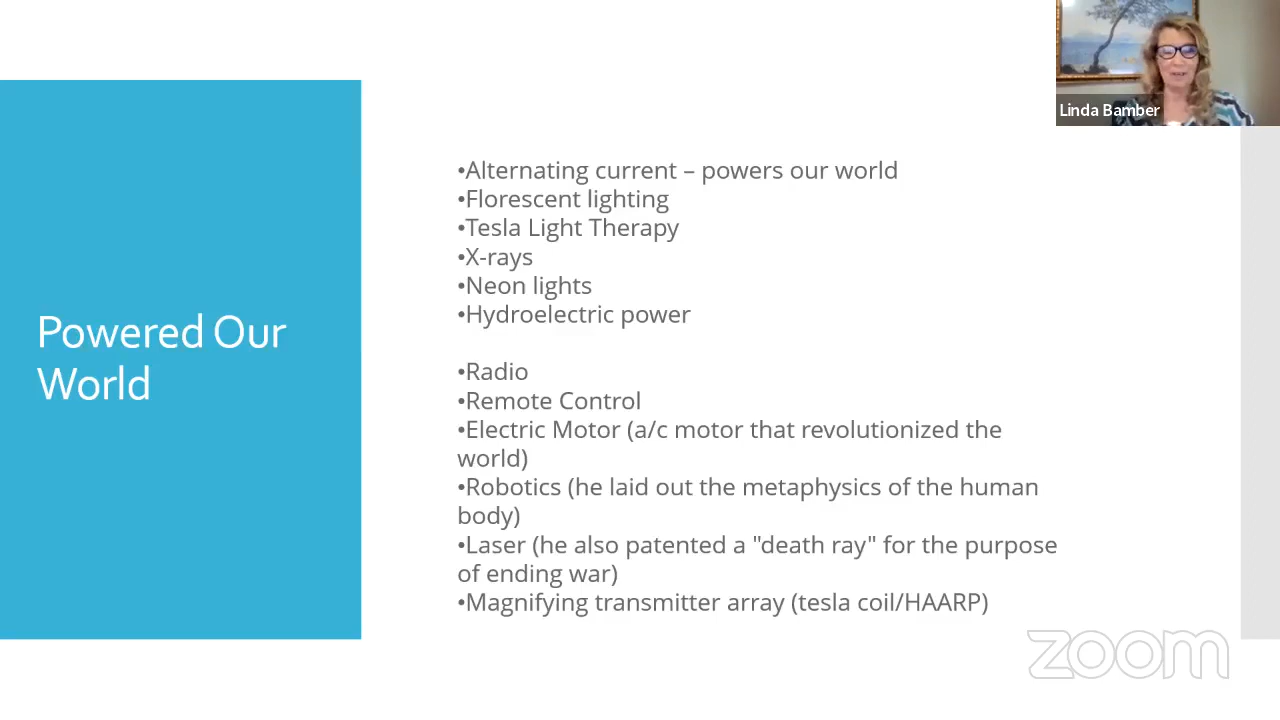 Linda Bamber
Powered Our
World
•Alternating current – powers our world
•Florescent lighting
•Tesla Light Therapy
•X-rays
•Neon lights
•Hydroelectric power
•Radio
•Remote Control
•Electric Motor (a/c motor that revolutionized the
world)
•Robotics (he laid out the metaphysics of the human
body)
•Laser (he also patented a "death ray" for the purpose
of ending war)
•Magnifying transmitter array (tesla coil/HAARP)
zoom